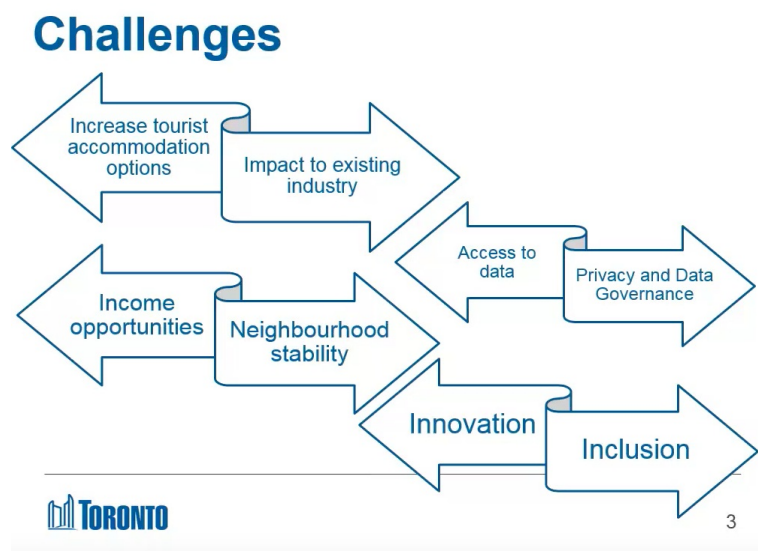 Challenges
Increase tourist
accommodation
options
Impact to existing
industry
Access to
data
Privacy and Data
Governance
Income
opportunities
Neighbourhood
stability
Innovation
Inclusion
TORONTO
3